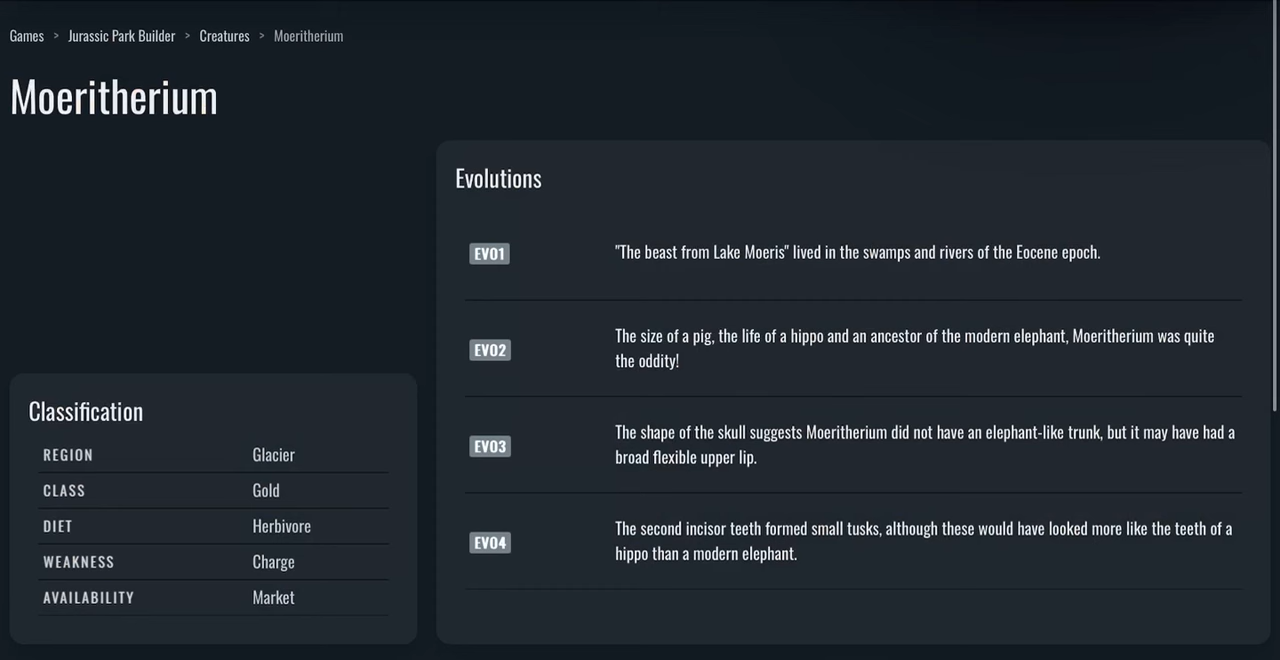 Games > Jurassic Park Builder > Creatures > Moeritherium
Moeritherium
Classification
REGION Glacier
CLASS Gold
DIET Herbivore
WEAKNESS Charge
AVAILABILITY Market
Evolutions
EVO1 "The beast from Lake Moeris" lived in the swamps and rivers of the Eocene epoch.
EVO2 The size of a pig, the life of a hippo and an ancestor of the modern elephant, Moeritherium was quite
the oddity!
EVO3 The shape of the skull suggests Moeritherium did not have an elephant-like trunk, but it may have had a
broad flexible upper lip.
EVO4 The second incisor teeth formed small tusks, although these would have looked more like the teeth of a
hippo than a modern elephant.